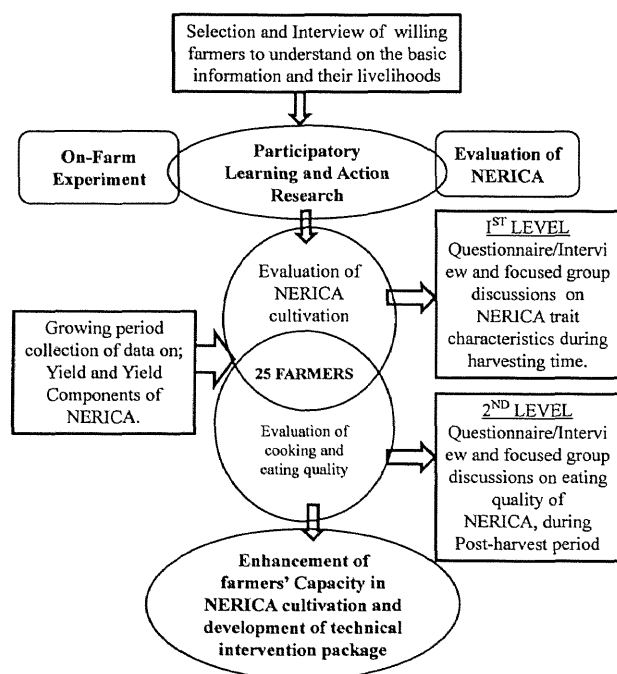 Selection and Interview of willing
farmers to understand on the basic
information and their livelihoods
On-Farm
Experiment
Participatory
Learning and Action
Research
Evaluation of
NERICA
Evaluation of
NERICA
cultivation
1ST LEVEL
Questionnaire/Intervi
ew and focused group
discussions on
NERICA trait
characteristics during
harvesting time.
Growing period
collection of data on;
Yield and Yield
Components of
NERICA.
25 FARMERS
Evaluation of
cooking and
eating quality
2ND LEVEL
Questionnaire/Intervi
ew and focused group
discussions on eating
quality of
NERICA, during
Post-harvest period
Enhancement of
farmers' Capacity in
NERICA cultivation and
development of technical
intervention package